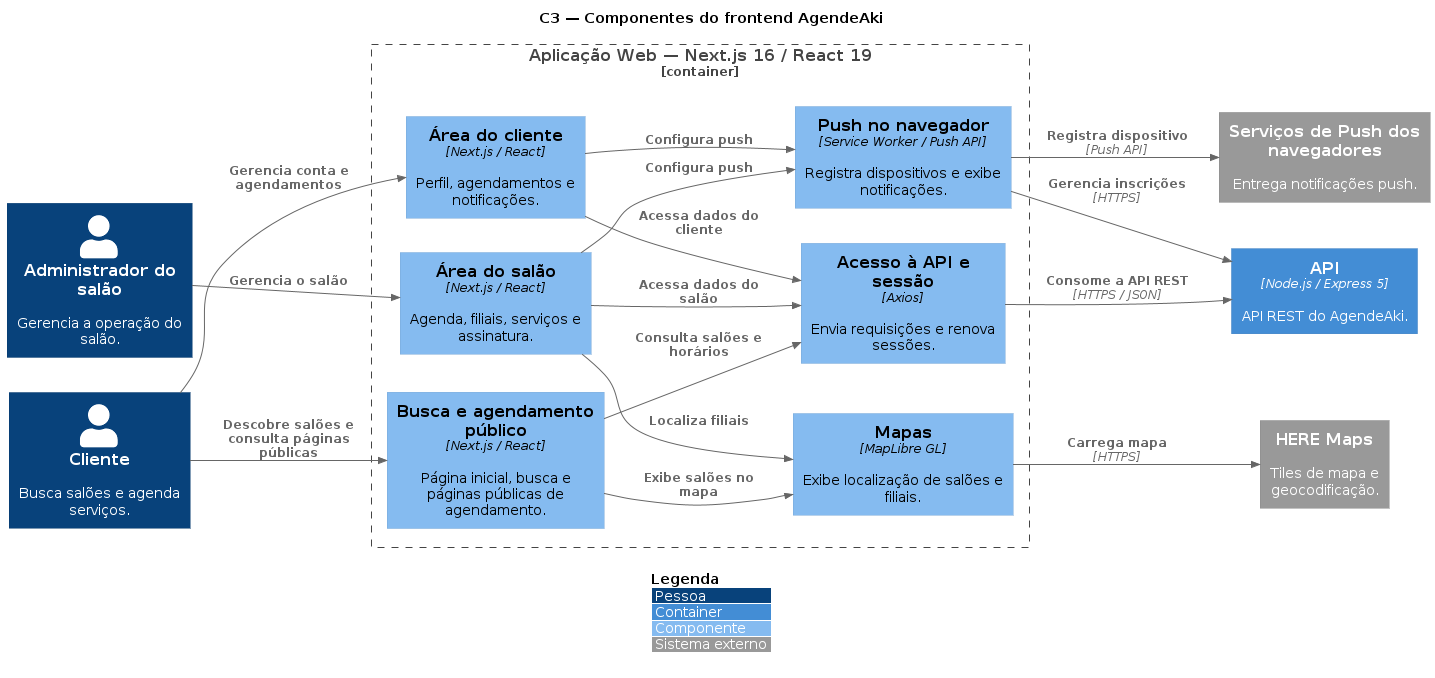 C3 — Componentes do frontend AgendeAki
Aplicação Web — Next.js 16 / React 19
[container]
Administrador do
salão
Gerencia a operação do
salão.
Cliente
Busca salões e agenda
serviços.
Gerencia conta e
agendamentos
Gerencia o salão
Descobre salões e
consulta páginas
públicas
Área do cliente
[Next.js / React]
Perfil, agendamentos e
notificações.
Área do salão
[Next.js / React]
Agenda, filiais, serviços e
assinatura.
Busca e agendamento
público
[Next.js / React]
Página inicial, busca e
páginas públicas de
agendamento.
Configura push
Configura push
Acessa dados do
cliente
Acessa dados do
salão
Consulta salões e
horários
Localiza filiais
Exibe salões no
mapa
Push no navegador
[Service Worker / Push API]
Registra dispositivos e exibe
notificações.
Acesso à API e
sessão
[Axios]
Envia requisições e renova
sessões.
Mapas
[MapLibre GL]
Exibe localização de salões e
filiais.
Registra dispositivo
[Push API]
Gerencia inscrições
[HTTPS]
Consome a API REST
[HTTPS / JSON]
Carrega mapa
[HTTPS]
Serviços de Push dos
navegadores
Entrega notificações push.
API
[Node.js / Express 5]
API REST do AgendeAki.
HERE Maps
Tiles de mapa e
geocodificação.
Legenda
Pessoa
Container
Componente
Sistema externo